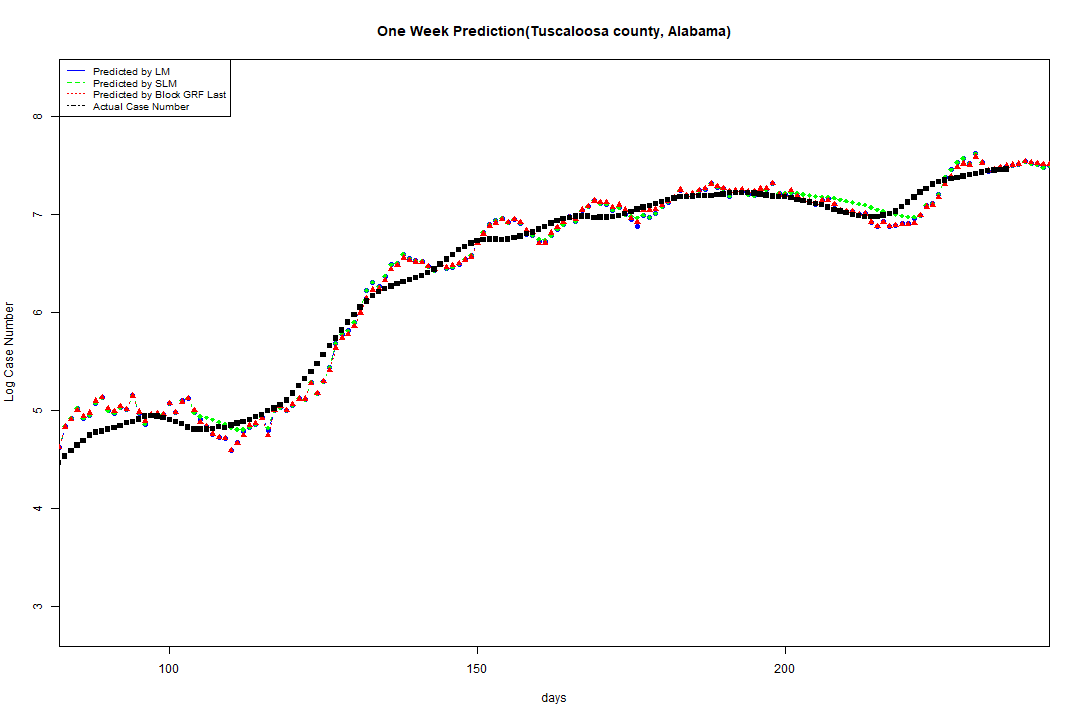 One Week Prediction(Tuscaloosa county, Alabama)
Predicted by LM
Predicted by SLM
Predicted by Block GRF Last
Actual Case Number
8
7
6
5
4
3
Log Case Number
100
150
200
days